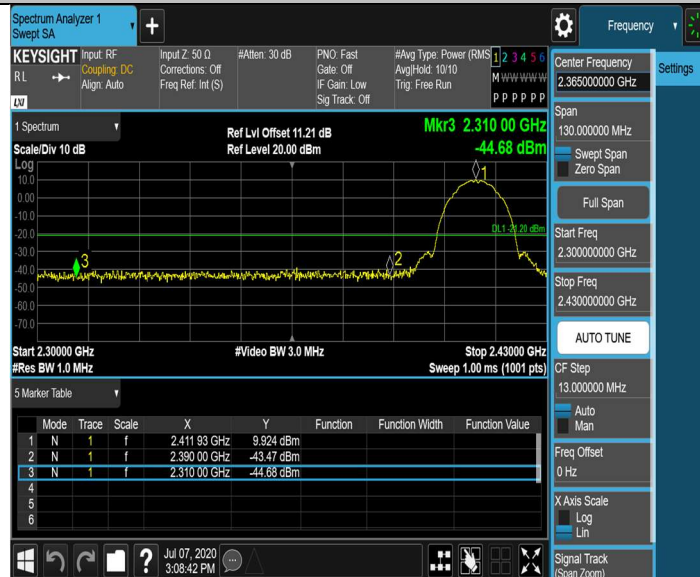 Spectrum Analyzer 1
Swept SA
+
Frequency
KEYSIGHT
Input: RF
Input Z: 50 Ω
#Atten: 30 dB
PNO: Fast
#Avg Type: Power (RMS
1 2 3 4 5 6
RL
Coupling: DC
Corrections: Off
Gate: Off
Avg|Hold: 10/10
M W W W W W
Align: Auto
Freq Ref: Int (S)
IF Gain: Low
Trig: Free Run
Sig Track: Off
P P P P P P
LXI
1 Spectrum
Ref Lvl Offset 11.21 dB
Mkr3 2.310 00 GHz
Scale/Div 10 dB
Ref Level 20.00 dBm
-44.68 dBm
Log
10.0
0.00
-10.0
-20.0
-30.0
-40.0
-50.0
-60.0
-70.0
1
DL1 -21.20 dBm
2
3
Start 2.30000 GHz
#Video BW 3.0 MHz
Stop 2.43000 GHz
#Res BW 1.0 MHz
Sweep 1.00 ms (1001 pts)
5 Marker Table
Mode Trace Scale X Y Function Function Width Function Value
1 N 1 f 2.411 93 GHz 9.924 dBm
2 N 1 f 2.390 00 GHz -43.47 dBm
3 N 1 f 2.310 00 GHz -44.68 dBm
4
5
6
Jul 07, 2020
3:08:42 PM
?
Center Frequency
2.365000000 GHz
Settings
Span
130.000000 MHz
Swept Span
Zero Span
Full Span
Start Freq
2.300000000 GHz
Stop Freq
2.430000000 GHz
AUTO TUNE
CF Step
13.000000 MHz
Auto
Man
Freq Offset
0 Hz
X Axis Scale
Log
Lin
Signal Track
(Span Zoom)